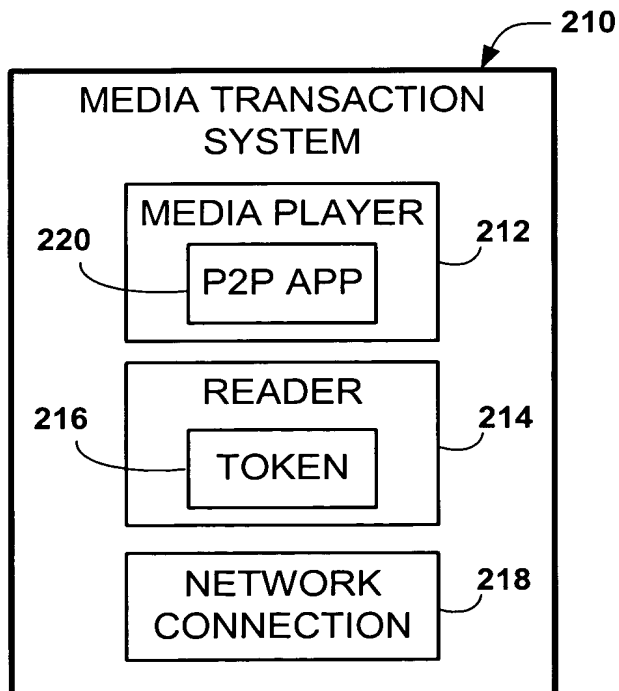 210
MEDIA TRANSACTION
SYSTEM
MEDIA PLAYER
220
212
P2P APP
READER
216
214
TOKEN
NETWORK
CONNECTION
218